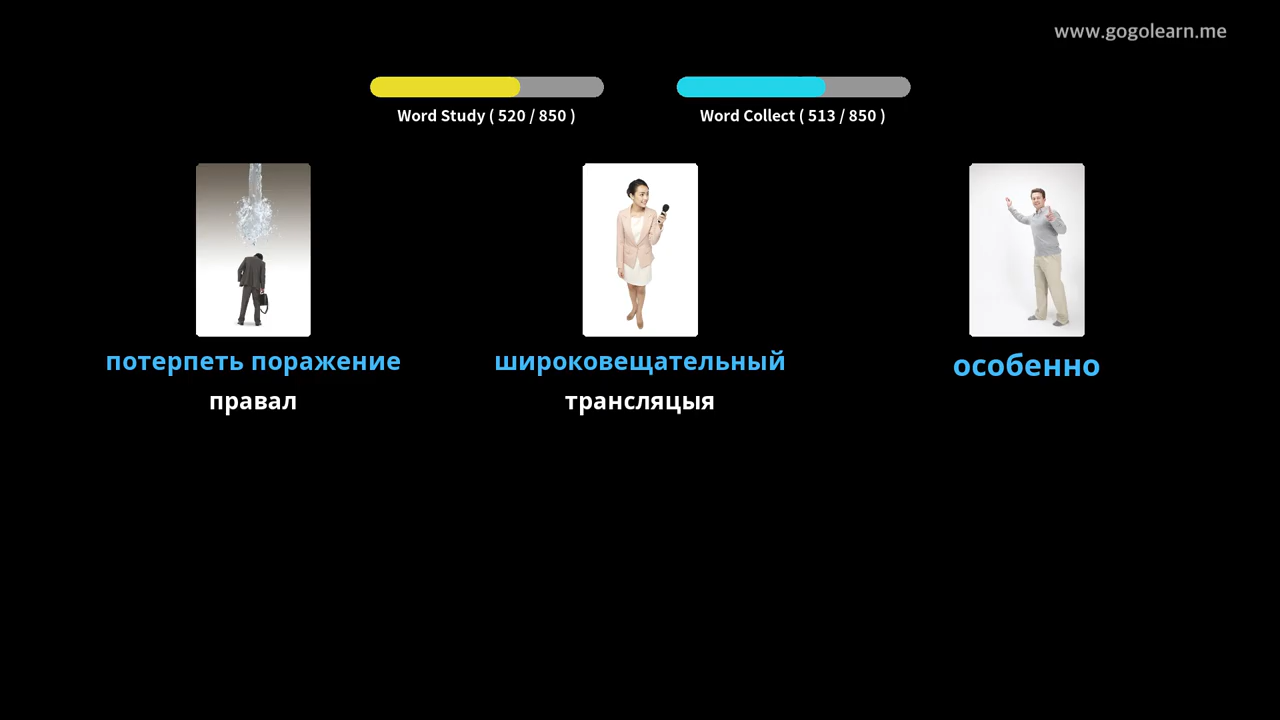 www.gogolearn.me
Word Study ( 520 / 850 )
Word Collect ( 513 / 850 )
потерпеть поражение
правал
широковещательный
трансляцыя
особенно